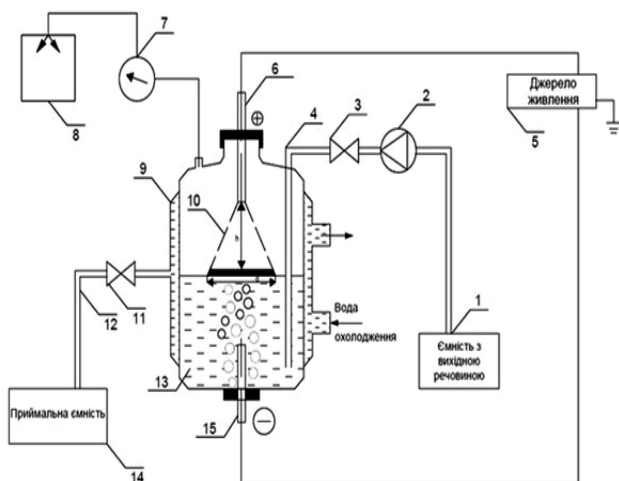 7
6
8
4
3
2
Джерело
живлення
5
⊕
9
10
h
d
1
Вода
охолодження
Ємність з
вихідною
речовиною
12
11
13
Приймальна ємність
14
15
⊖